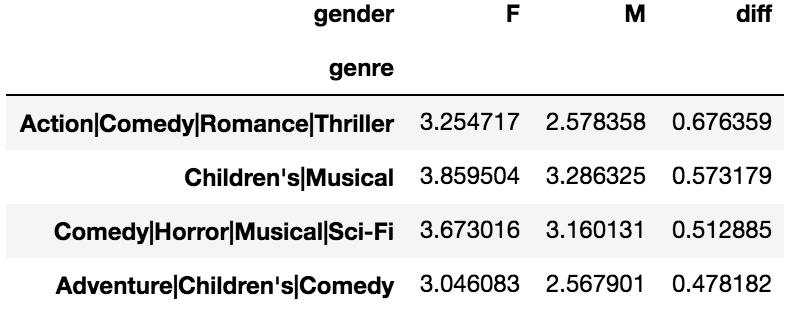 gender F M diff
genre
Action|Comedy|Romance|Thriller 3.254717 2.578358 0.676359
Children's|Musical 3.859504 3.286325 0.573179
Comedy|Horror|Musical|Sci-Fi 3.673016 3.160131 0.512885
Adventure|Children's|Comedy 3.046083 2.567901 0.478182